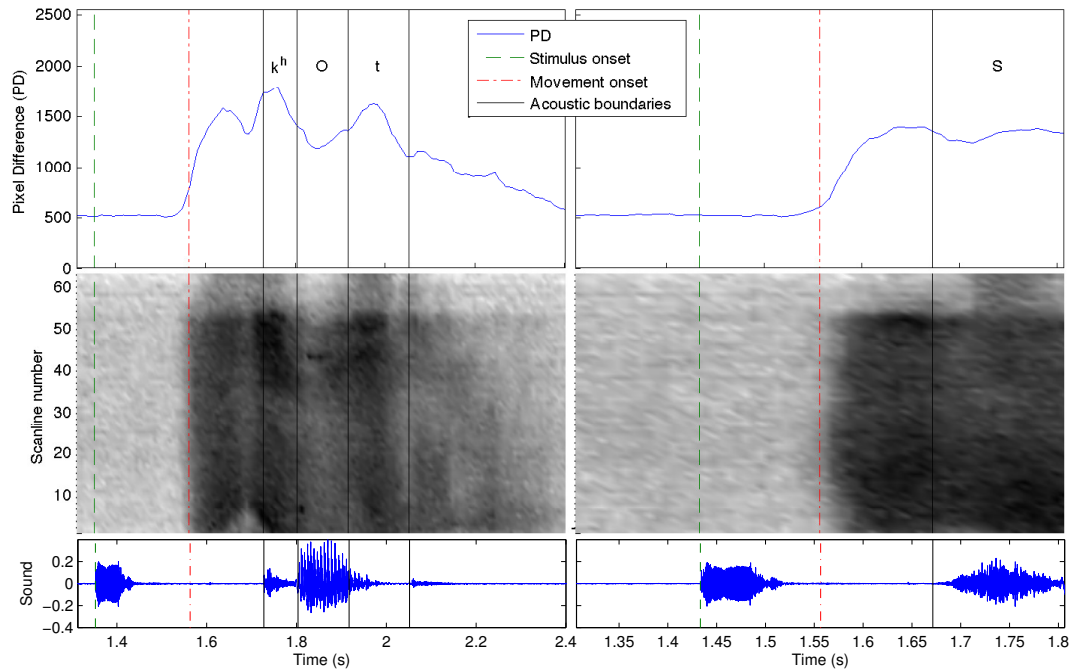 2500
2000
1500
1000
500
0
Pixel Difference (PD)
kʰ
O
t
S
PD
Stimulus onset
Movement onset
Acoustic boundaries
60
50
40
30
20
10
Scanline number
0.2
0
−0.2
−0.4
Sound
1.4 1.6 1.8 2 2.2 2.4
Time (s)
1.35 1.4 1.45 1.5 1.55 1.6 1.65 1.7 1.75 1.8
Time (s)